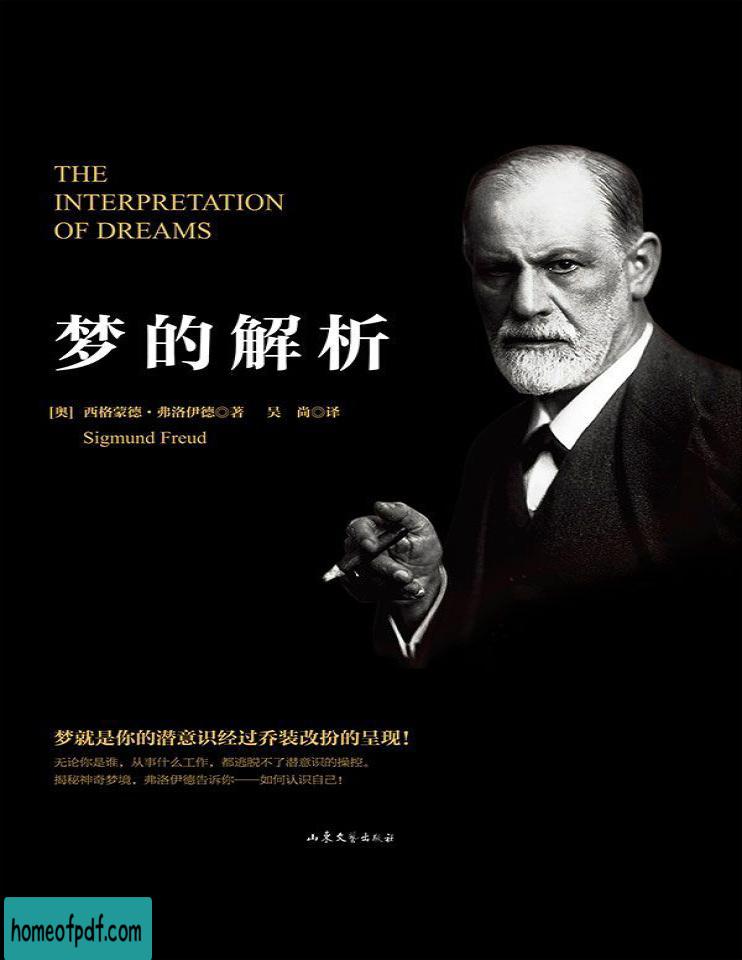 THE
INTERPRETATION
OF DREAMS
梦的解析
[奥] 西格蒙德·弗洛伊德◎著 吴 尚◎译
Sigmund Freud
梦就是你的潜意识经过乔装改扮的呈现！
无论你是谁，从事什么工作，都逃脱不了潜意识的操控。
揭秘神奇梦境，弗洛伊德告诉你——如何认识自己！
山东文艺出版社
homeofpdf.com